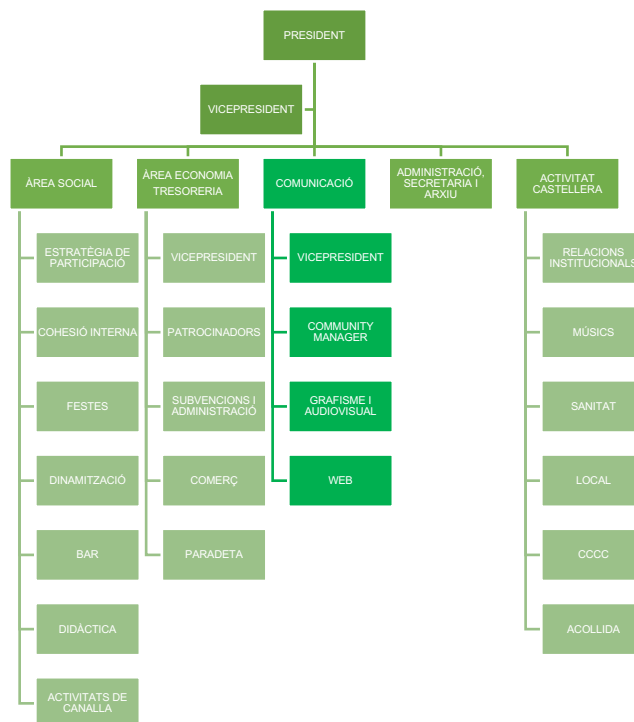 PRESIDENT
VICEPRESIDENT
ÀREA SOCIAL
ESTRATÈGIA DE
PARTICIPACIÓ
COHESIÓ INTERNA
FESTES
DINAMITZACIÓ
BAR
DIDÀCTICA
ACTIVITATS DE
CANALLA
ÀREA ECONOMIA
TRESORERIA
VICEPRESIDENT
PATROCINADORS
SUBVENCIONS I
ADMINISTRACIÓ
COMERÇ
PARADETA
COMUNICACIÓ
VICEPRESIDENT
COMMUNITY
MANAGER
GRAFISME I
AUDIOVISUAL
WEB
ADMINISTRACIÓ,
SECRETARIA I
ARXIU
ACTIVITAT
CASTELLERA
RELACIONS
INSTITUCIONALS
MÚSICS
SANITAT
LOCAL
CCCC
ACOLLIDA